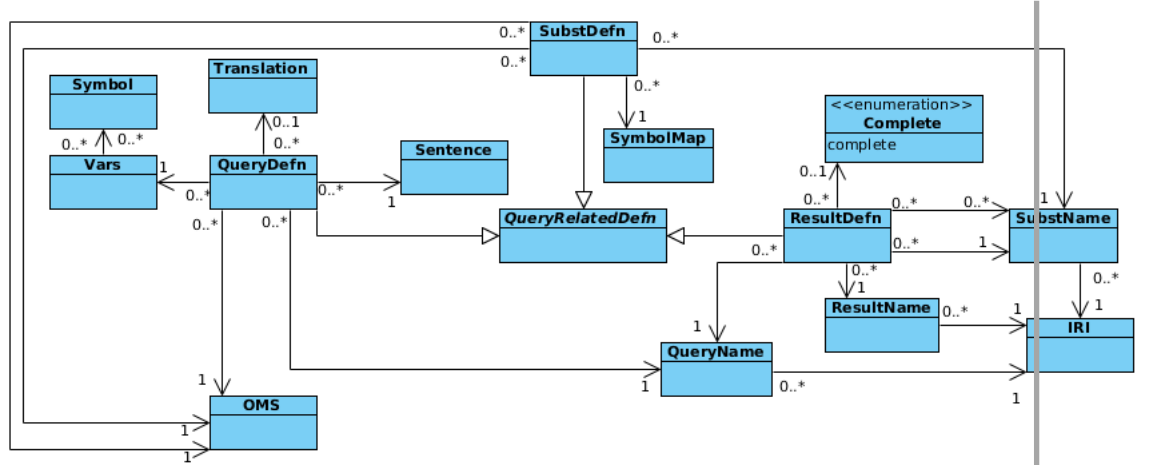 0..*
SubstDefn
0..*
0..*
Translation
Symbol
0..*
<<enumeration>>
Complete
complete
0..1
1
SymbolMap
0..*
0..*
0..*
Sentence
Vars
1
QueryDefn
0..1
0..*
0..*
1
0..*
0..*
1
0..*
0..*
QueryRelatedDefn
ResultDefn
SubstName
0..*
0..*
0..*
1
0..*
0..*
1
1
ResultName
0..*
1
IRI
1
QueryName
1
1
0..*
1
OMS
1
1